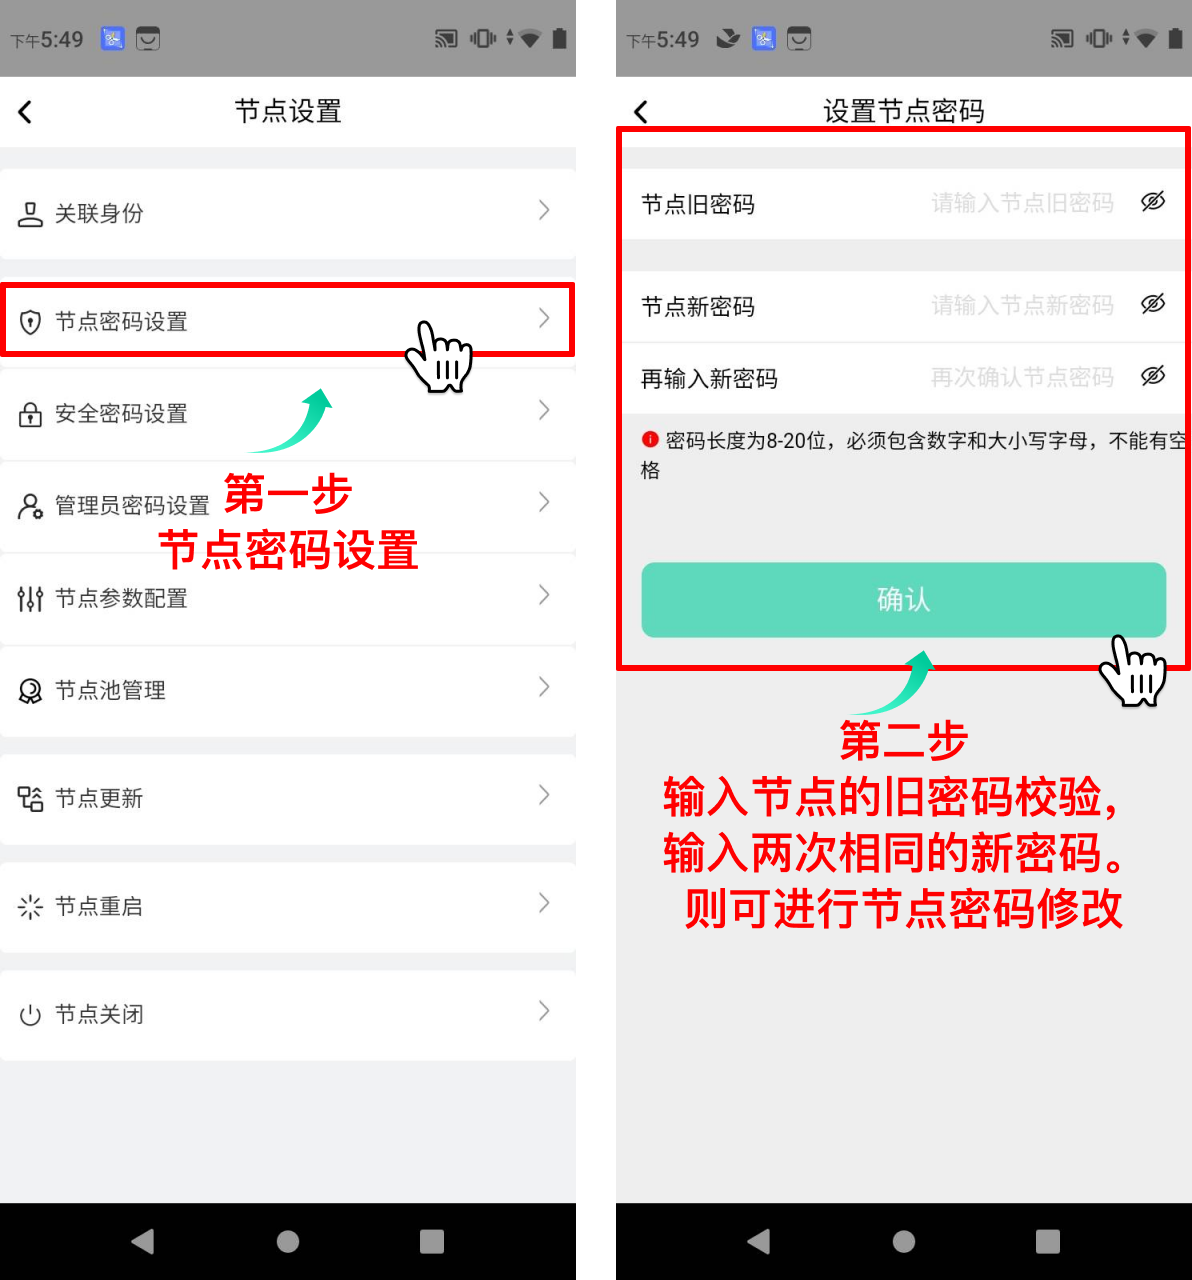 下午5:49
节点设置
关联身份
节点密码设置
安全密码设置
管理员密码设置
第一步
节点密码设置
节点参数配置
节点池管理
节点更新
节点重启
节点关闭
下午5:49
设置节点密码
节点旧密码 请输入节点旧密码
节点新密码 请输入节点新密码
再输入新密码 再次确认节点密码
密码长度为8-20位，必须包含数字和大小写字母，不能有空
格
确认
第二步
输入节点的旧密码校验，
输入两次相同的新密码。
则可进行节点密码修改